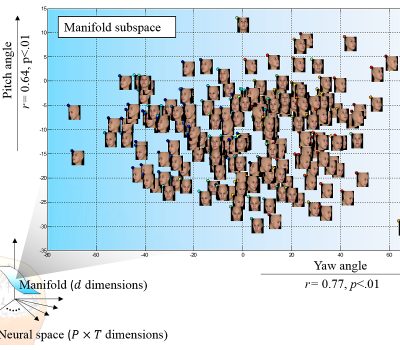 Manifold subspace
Pitch angle
r = 0.64, p<.01
15
10
5
0
-5
-10
-15
-20
-25
-30
-35
-80
-60
-40
-20
0
20
40
60
Yaw angle
r = 0.77, p<.01
Manifold (d dimensions)
Neural space (P × T dimensions)